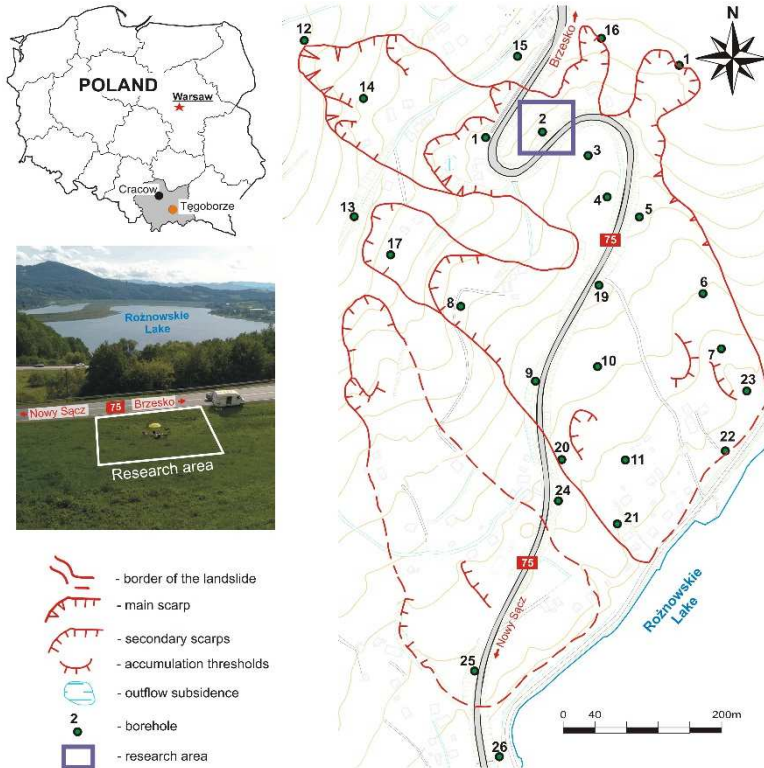 POLAND
Warsaw
Cracow
Tęgoborze
Rożnowskie
Lake
Nowy Sącz 75 Brzesko
Research area
- border of the landslide
- main scarp
- secondary scarps
- accumulation thresholds
- outflow subsidence
2
- borehole
- research area
N
Brzesko
12
15
16
1
14
1
2
3
4
5
13
17
75
8
19
6
9
10
7
23
20
11
22
24
21
75
Nowy Sącz
Rożnowskie
Lake
25
26
0 40 200m